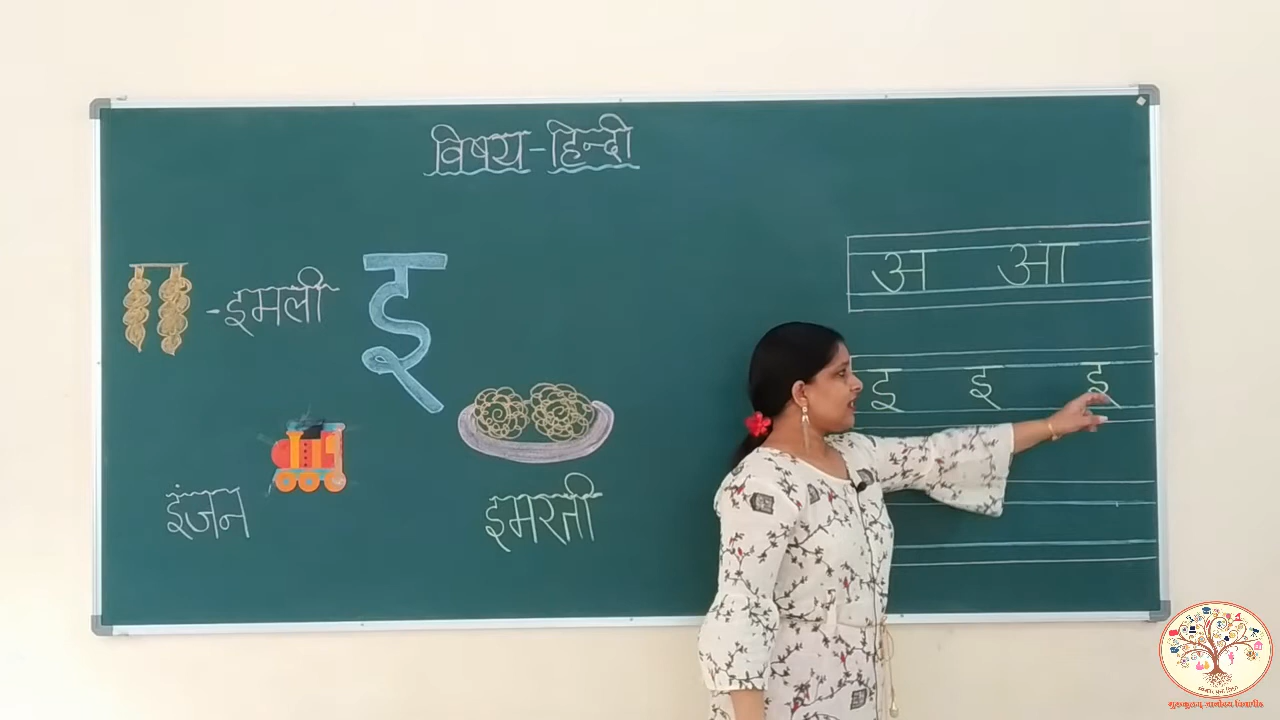 विषय-हिन्दी
-इमली
इ
इंजन
इमरती
अ आ
इ इ इ